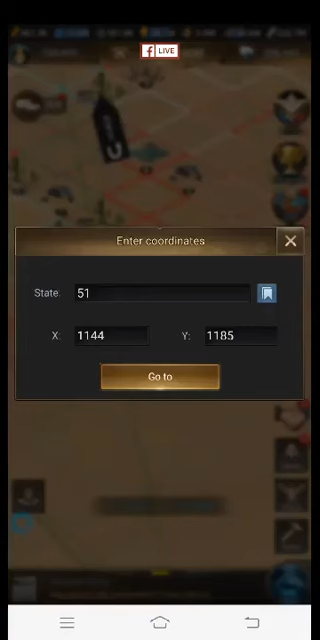 f LIVE
Enter coordinates
State: 51
X: 1144 Y: 1185
Go to